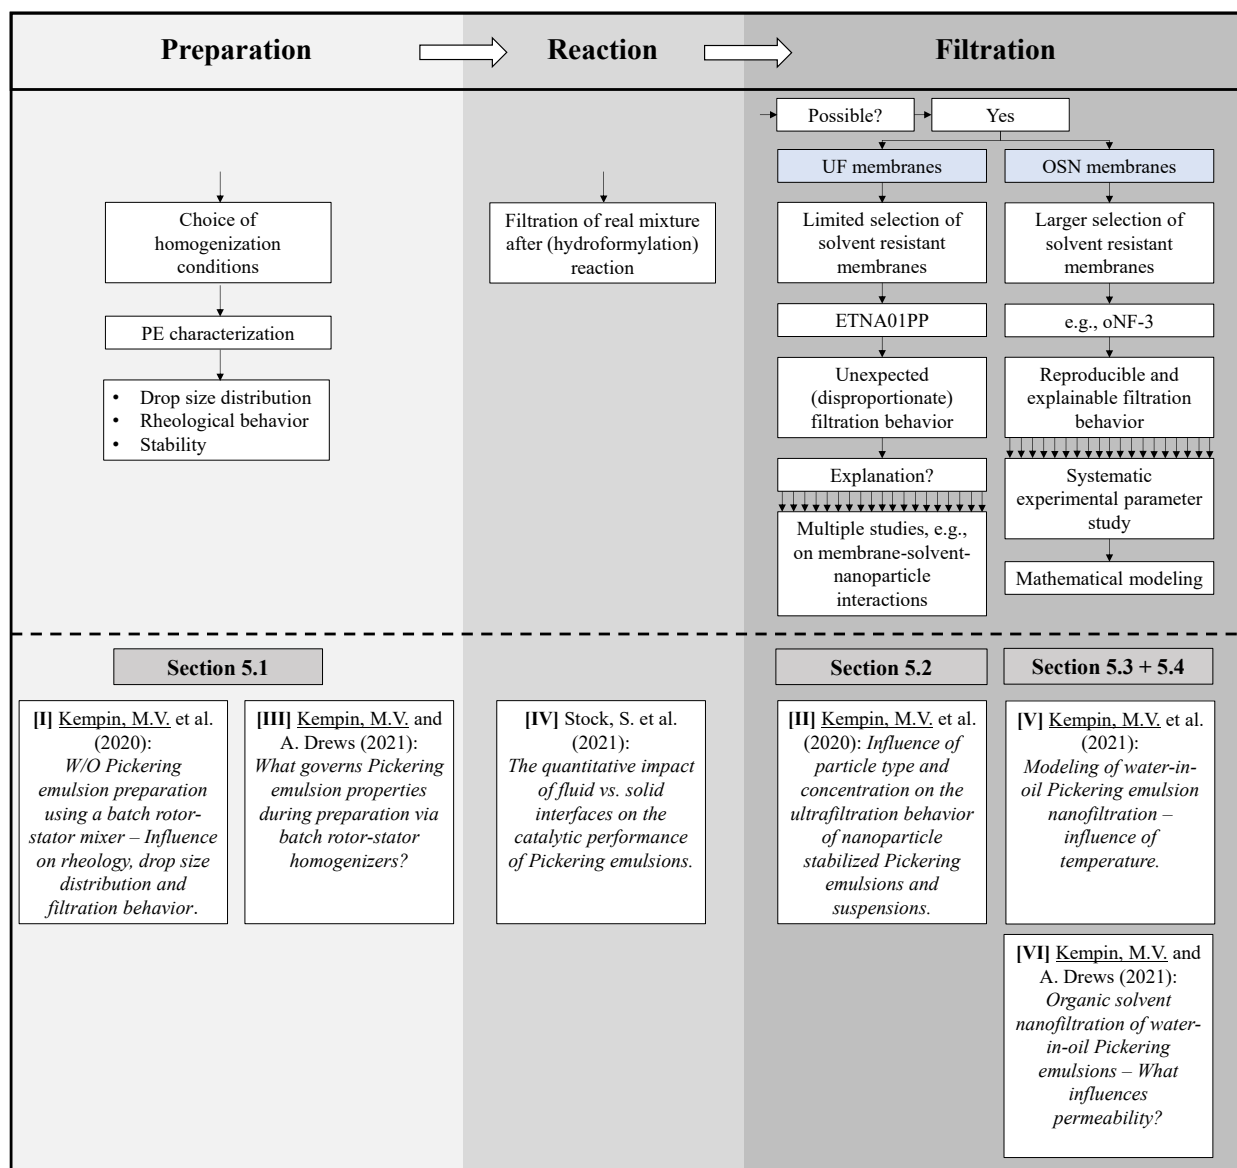 Preparation
Reaction
Filtration
Possible?
Yes
UF membranes
OSN membranes
Choice of
homogenization
conditions
PE characterization
• Drop size distribution
• Rheological behavior
• Stability
Filtration of real mixture
after (hydroformylation)
reaction
Limited selection of
solvent resistant
membranes
ETNA01PP
Unexpected
(disproportionate)
filtration behavior
Explanation?
Multiple studies, e.g.,
on membrane-solvent-
nanoparticle
interactions
Larger selection of
solvent resistant
membranes
e.g., oNF-3
Reproducible and
explainable filtration
behavior
Systematic
experimental parameter
study
Mathematical modeling
Section 5.1
Section 5.2
Section 5.3 + 5.4
[I] Kempin, M.V. et al.
(2020):
W/O Pickering
emulsion preparation
using a batch rotor-
stator mixer – Influence
on rheology, drop size
distribution and
filtration behavior.
[III] Kempin, M.V. and
A. Drews (2021):
What governs Pickering
emulsion properties
during preparation via
batch rotor-stator
homogenizers?
[IV] Stock, S. et al.
(2021):
The quantitative impact
of fluid vs. solid
interfaces on the
catalytic performance
of Pickering emulsions.
[II] Kempin, M.V. et al.
(2020): Influence of
particle type and
concentration on the
ultrafiltration behavior
of nanoparticle
stabilized Pickering
emulsions and
suspensions.
[V] Kempin, M.V. et al.
(2021):
Modeling of water-in-
oil Pickering emulsion
nanofiltration –
influence of
temperature.
[VI] Kempin, M.V. and
A. Drews (2021):
Organic solvent
nanofiltration of water-
in-oil Pickering
emulsions – What
influences
permeability?